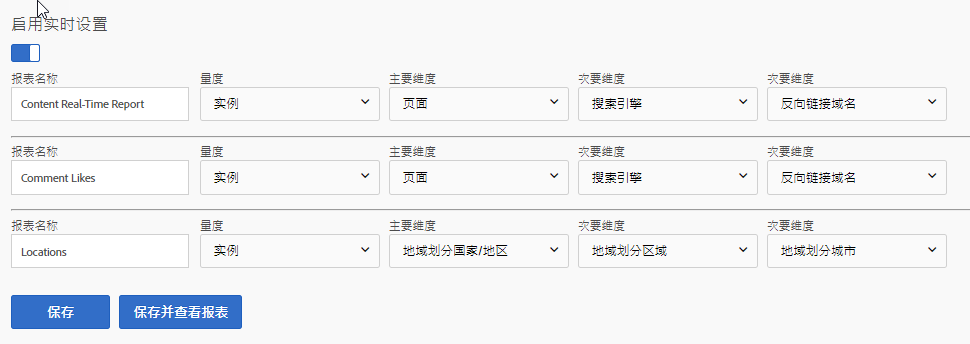 启用实时设置
报表名称 量度 主要维度 次要维度 次要维度
Content Real-Time Report 实例 页面 搜索引擎 反向链接域名
报表名称 量度 主要维度 次要维度 次要维度
Comment Likes 实例 页面 搜索引擎 反向链接域名
报表名称 量度 主要维度 次要维度 次要维度
Locations 实例 地域划分国家/地区 地域划分区域 地域划分城市
保存 保存并查看报表